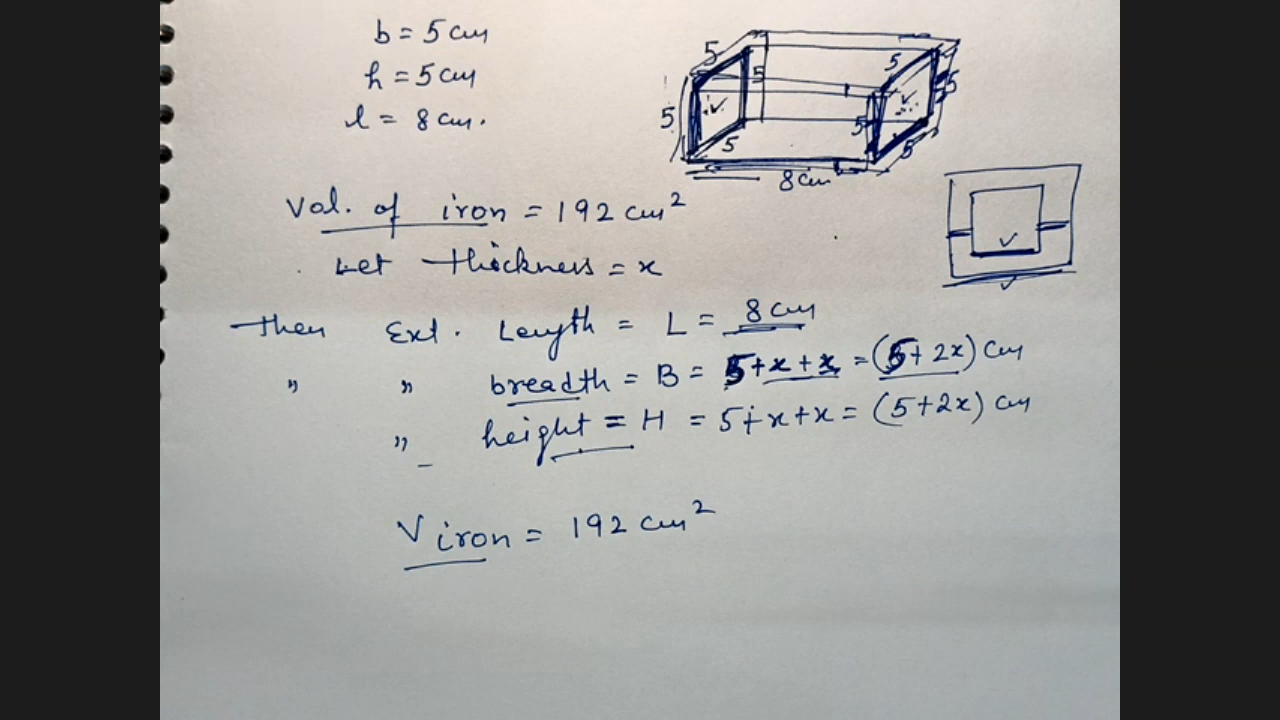 b = 5 cm
h = 5 cm
l = 8 cm.
5
5
5
5
5
5
5
5
8 cm
Vol. of iron = 192 cm²
Let thickness = x
Then Ext. Length = L = 8 cm
" " breadth = B = 5 + x + x = (5 + 2x) cm
" height = H = 5 + x + x = (5 + 2x) cm
V iron = 192 cm²